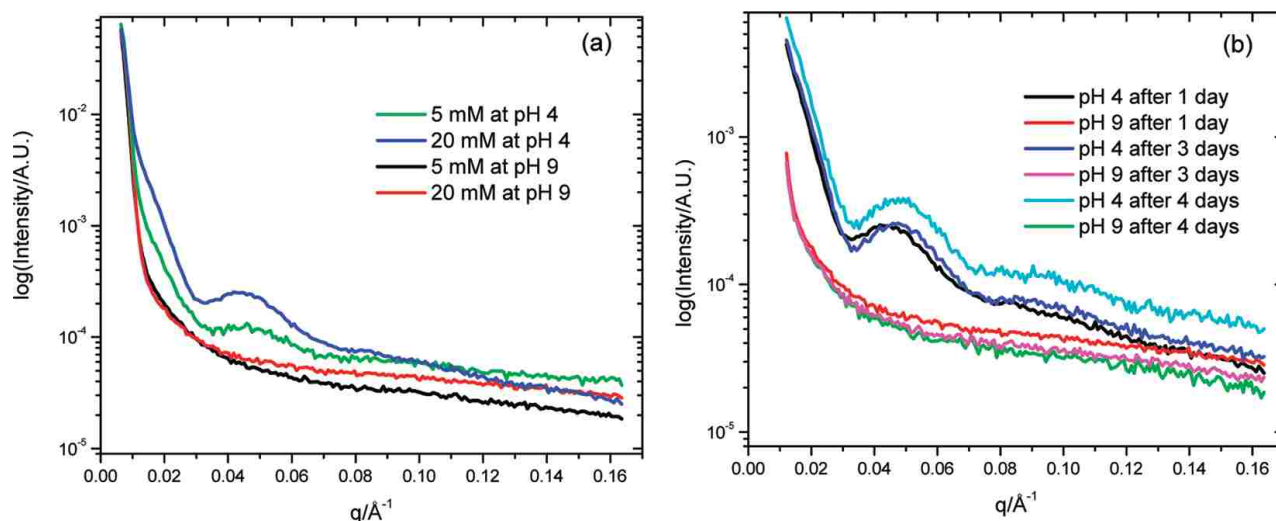 (a)
5 mM at pH 4
20 mM at pH 4
5 mM at pH 9
20 mM at pH 9
log(Intensity/A.U.)
10⁻²
10⁻³
10⁻⁴
10⁻⁵
0.00 0.02 0.04 0.06 0.08 0.10 0.12 0.14 0.16
q/Å⁻¹
(b)
pH 4 after 1 day
pH 9 after 1 day
pH 4 after 3 days
pH 9 after 3 days
pH 4 after 4 days
pH 9 after 4 days
log(Intensity/A.U.)
10⁻³
10⁻⁴
10⁻⁵
0.00 0.02 0.04 0.06 0.08 0.10 0.12 0.14 0.16
q/Å⁻¹